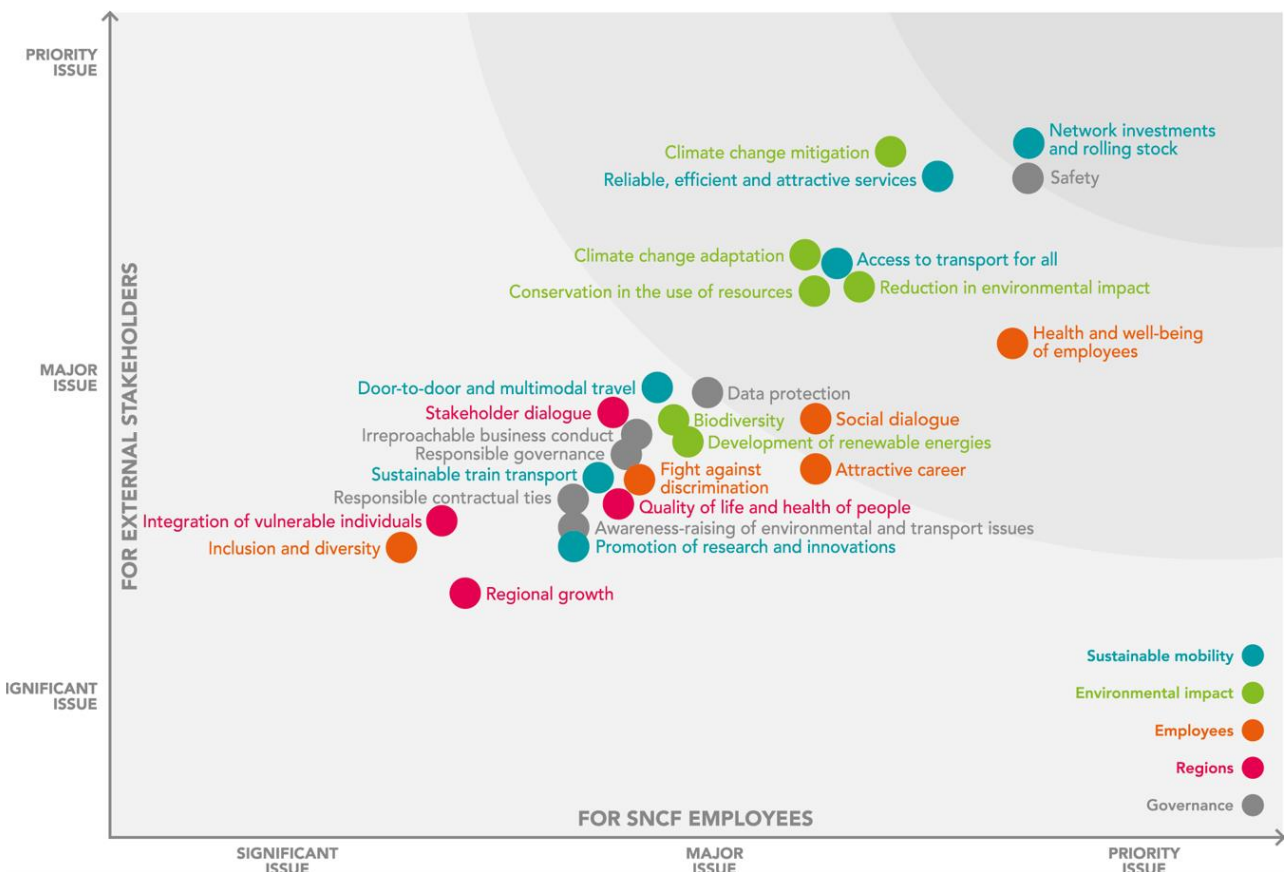 PRIORITY
ISSUE
Network investments
and rolling stock
Climate change mitigation
Reliable, efficient and attractive services
Safety
Climate change adaptation
Access to transport for all
Conservation in the use of resources
Reduction in environmental impact
Health and well-being
of employees
MAJOR
ISSUE
FOR EXTERNAL STAKEHOLDERS
Door-to-door and multimodal travel
Data protection
Stakeholder dialogue
Biodiversity
Social dialogue
Irreproachable business conduct
Development of renewable energies
Responsible governance
Sustainable train transport
Fight against
discrimination
Attractive career
Responsible contractual ties
Quality of life and health of people
Integration of vulnerable individuals
Awareness-raising of environmental and transport issues
Inclusion and diversity
Promotion of research and innovations
Regional growth
Sustainable mobility
IGNIFICANT
ISSUE
Environmental impact
Employees
Regions
Governance
FOR SNCF EMPLOYEES
SIGNIFICANT
ISSUE
MAJOR
ISSUE
PRIORITY
ISSUE